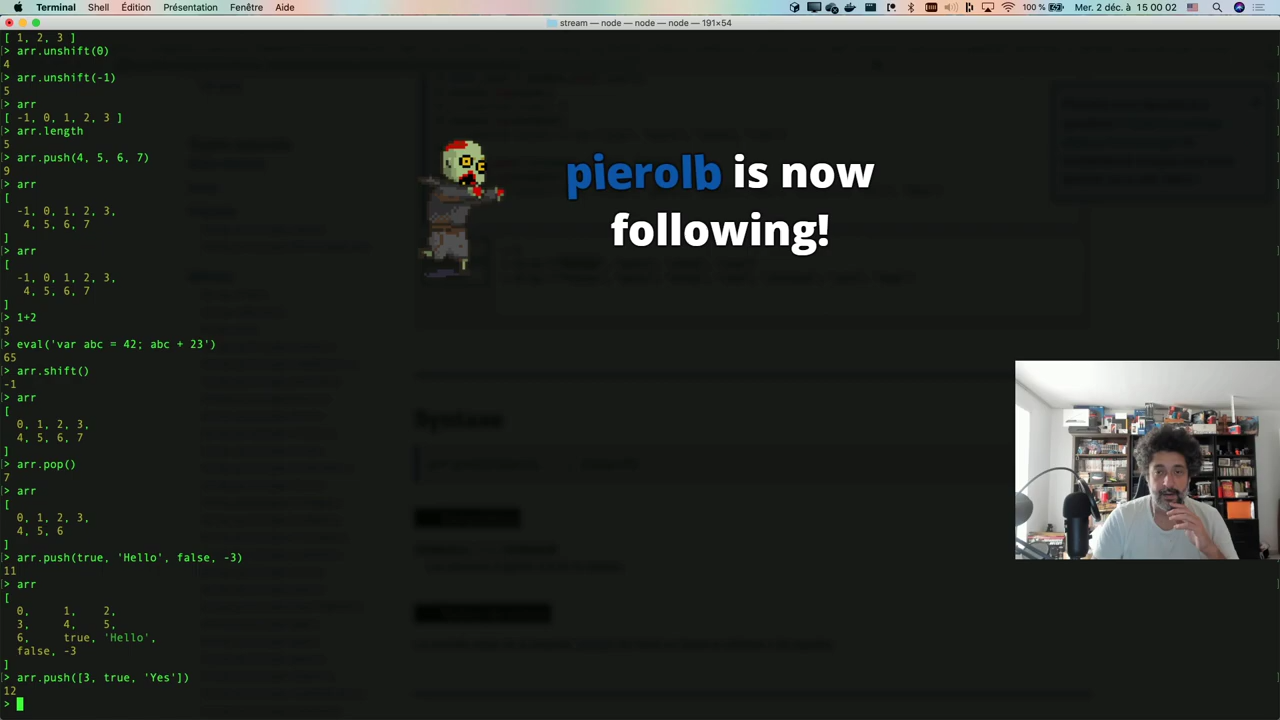 Terminal Shell Édition Présentation Fenêtre Aide 100 % Mer. 2 déc. à 15 00 02
stream — node — node — node — 191×54
[ 1, 2, 3 ]
> arr.unshift(0)
4
> arr.unshift(-1)
5
> arr
[ -1, 0, 1, 2, 3 ]
> arr.length
5
> arr.push(4, 5, 6, 7)
9
> arr
[
-1, 0, 1, 2, 3,
4, 5, 6, 7
]
> arr
[
-1, 0, 1, 2, 3,
4, 5, 6, 7
]
> 1+2
3
> eval('var abc = 42; abc + 23')
65
> arr.shift()
-1
> arr
[
0, 1, 2, 3,
4, 5, 6, 7
]
> arr.pop()
7
> arr
[
0, 1, 2, 3,
4, 5, 6
]
> arr.push(true, 'Hello', false, -3)
11
> arr
[
0, 1, 2,
3, 4, 5,
6, true, 'Hello',
false, -3
]
> arr.push([3, true, 'Yes'])
12
>
pierolb is now
following!
Syntaxe